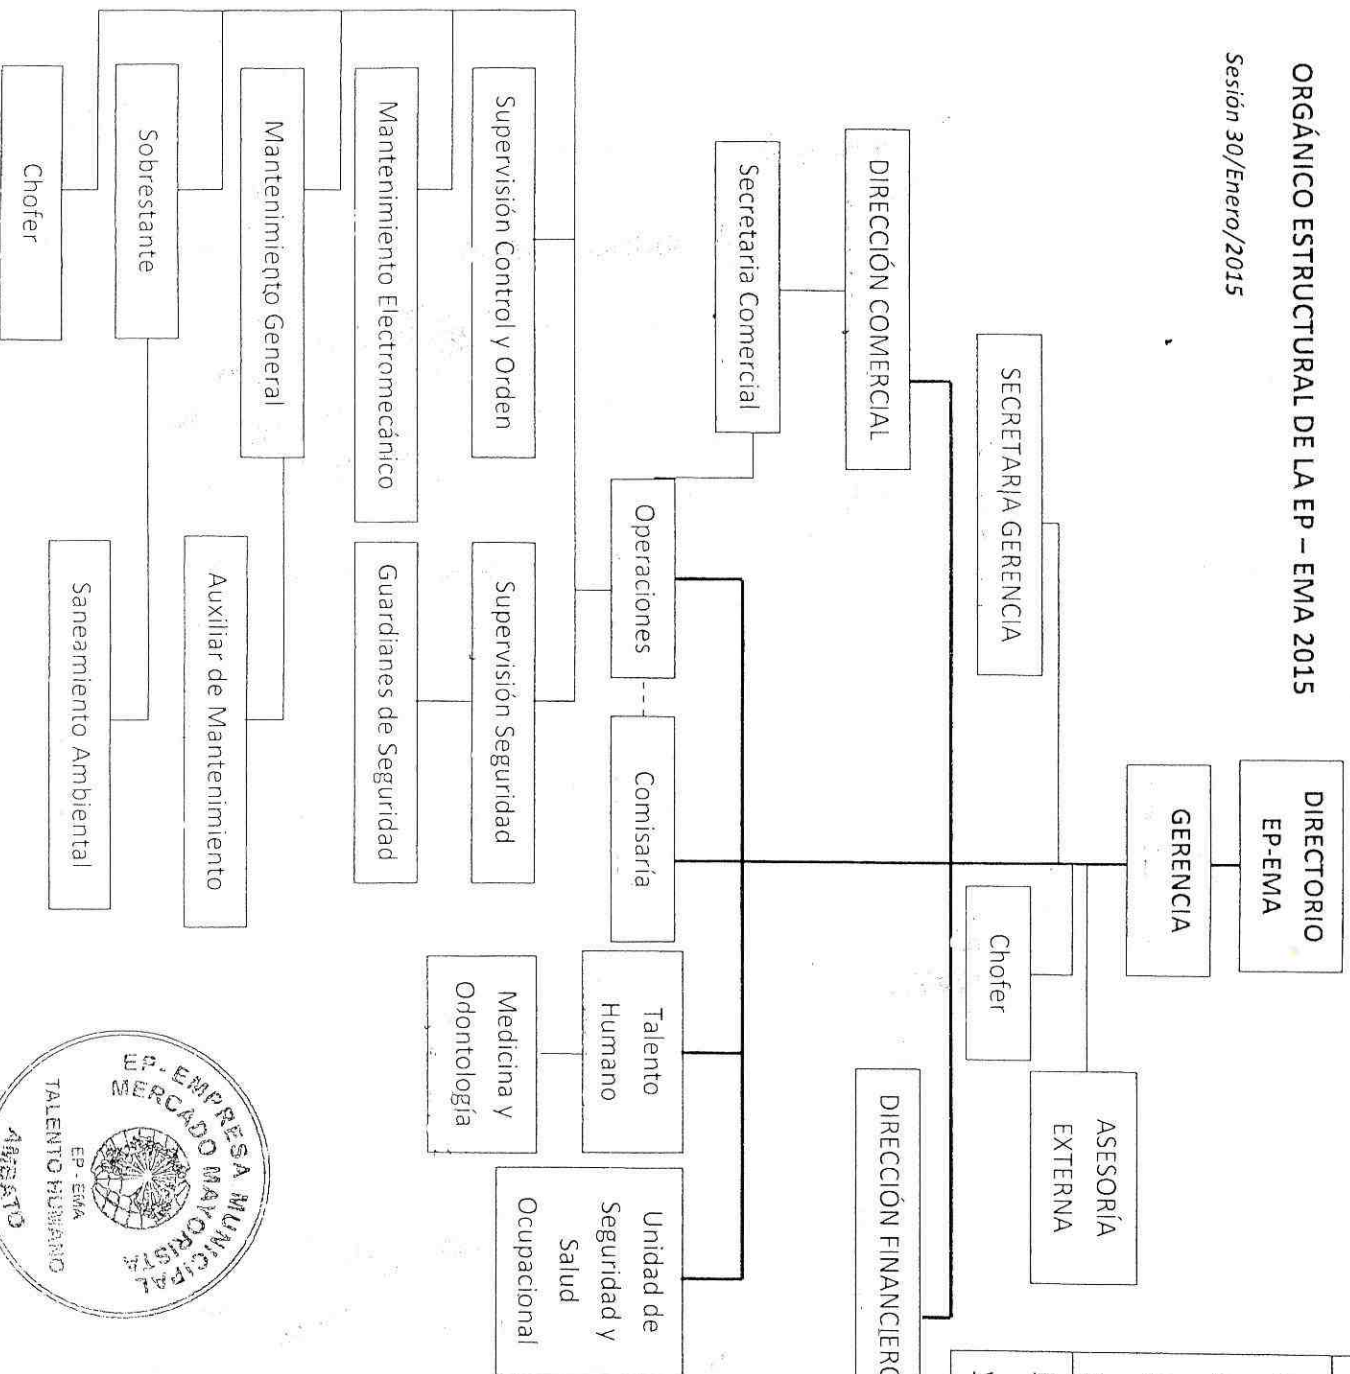 ORGÁNICO ESTRUCTURAL DE LA EP – EMA 2015
Sesión 30/Enero/2015
DIRECTORIO
EP-EMA
GERENCIA
SECRETARIA GERENCIA
Chofer
ASESORÍA
EXTERNA
DIRECCIÓN COMERCIAL
DIRECCIÓN FINANCIERO
Secretaria Comercial
Operaciones
Comisaría
Talento
Humano
Unidad de
Seguridad y
Salud
Ocupacional
Medicina y
Odontología
Supervisión Control y Orden
Supervisión Seguridad
Mantenimiento Electromecánico
Guardianes de Seguridad
Mantenimiento General
Auxiliar de Mantenimiento
Sobrestante
Saneamiento Ambiental
Chofer
EP - EMPRESA MUNICIPAL
MERCADO MAYORISTA
EP - EMA
TALENTO HUMANO
AMBATO